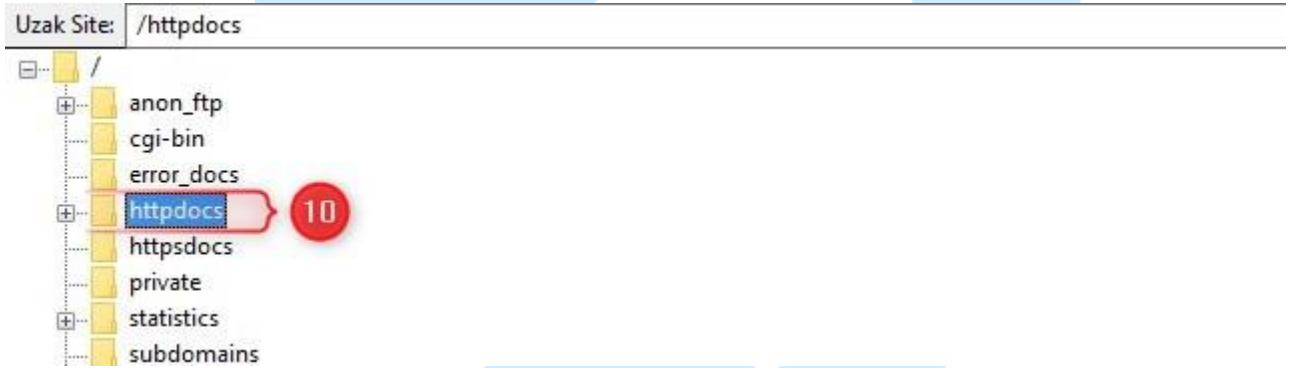 Uzak Site: /httpdocs
/
anon_ftp
cgi-bin
error_docs
httpdocs 10
httpsdocs
private
statistics
subdomains